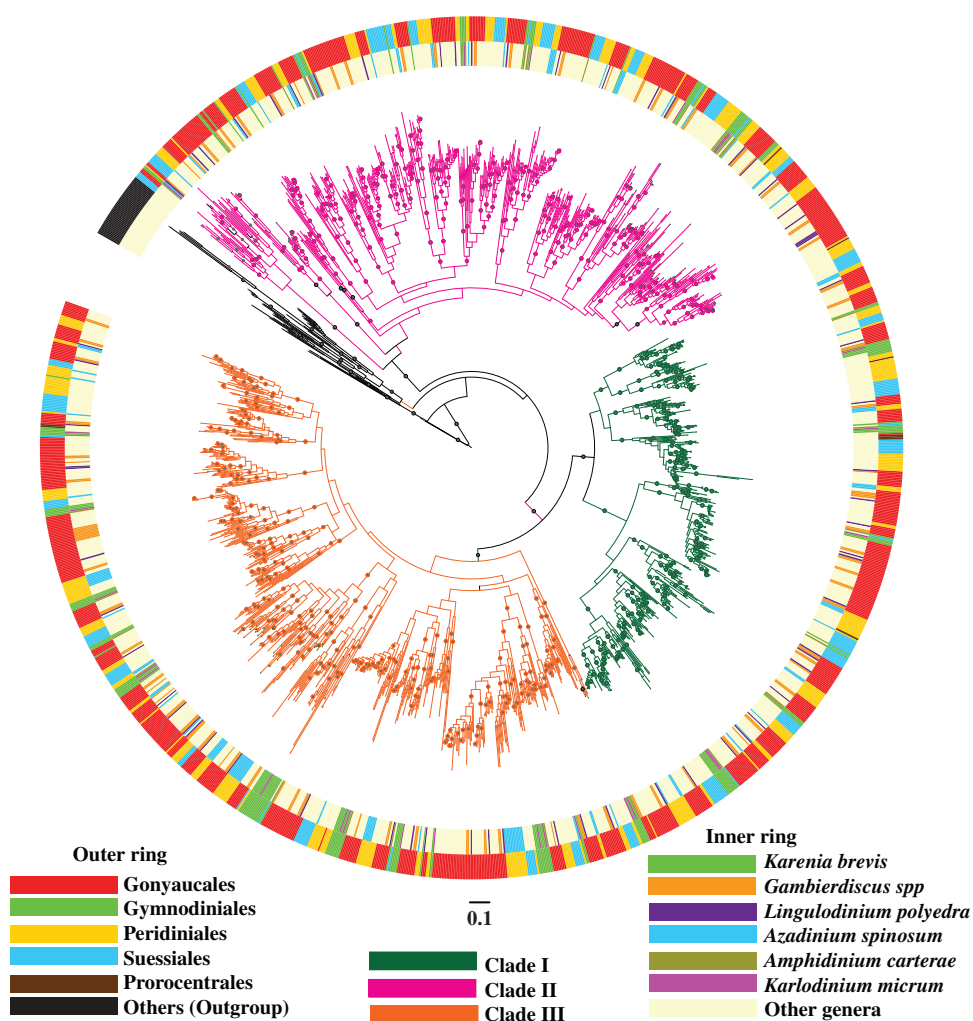 Outer ring
Gonyaucales
Gymnodiniales
Peridiniales
Suessiales
Prorocentrales
Others (Outgroup)
0.1
Clade I
Clade II
Clade III
Inner ring
Karenia brevis
Gambierdiscus spp
Lingulodinium polyedra
Azadinium spinosum
Amphidinium carterae
Karlodinium micrum
Other genera